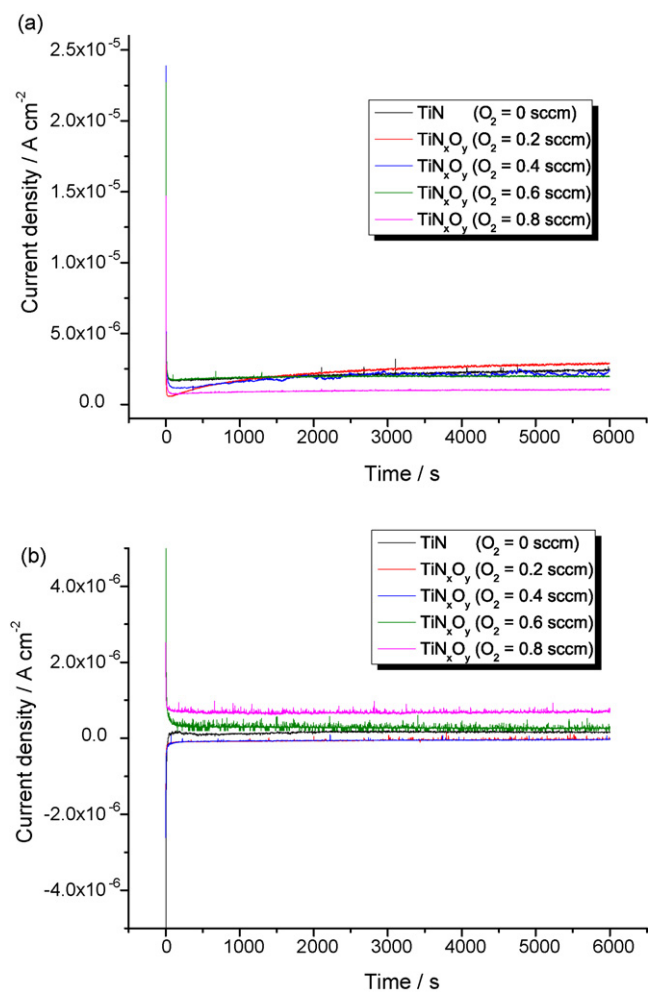 (a)
2.5x10⁻⁵
2.0x10⁻⁵
1.5x10⁻⁵
1.0x10⁻⁵
5.0x10⁻⁶
0.0
Current density / A cm⁻²
TiN (O₂ = 0 sccm)
TiNₓOᵧ (O₂ = 0.2 sccm)
TiNₓOᵧ (O₂ = 0.4 sccm)
TiNₓOᵧ (O₂ = 0.6 sccm)
TiNₓOᵧ (O₂ = 0.8 sccm)
0 1000 2000 3000 4000 5000 6000
Time / s
(b)
4.0x10⁻⁶
2.0x10⁻⁶
0.0
-2.0x10⁻⁶
-4.0x10⁻⁶
Current density / A cm⁻²
TiN (O₂ = 0 sccm)
TiNₓOᵧ (O₂ = 0.2 sccm)
TiNₓOᵧ (O₂ = 0.4 sccm)
TiNₓOᵧ (O₂ = 0.6 sccm)
TiNₓOᵧ (O₂ = 0.8 sccm)
0 1000 2000 3000 4000 5000 6000
Time / s